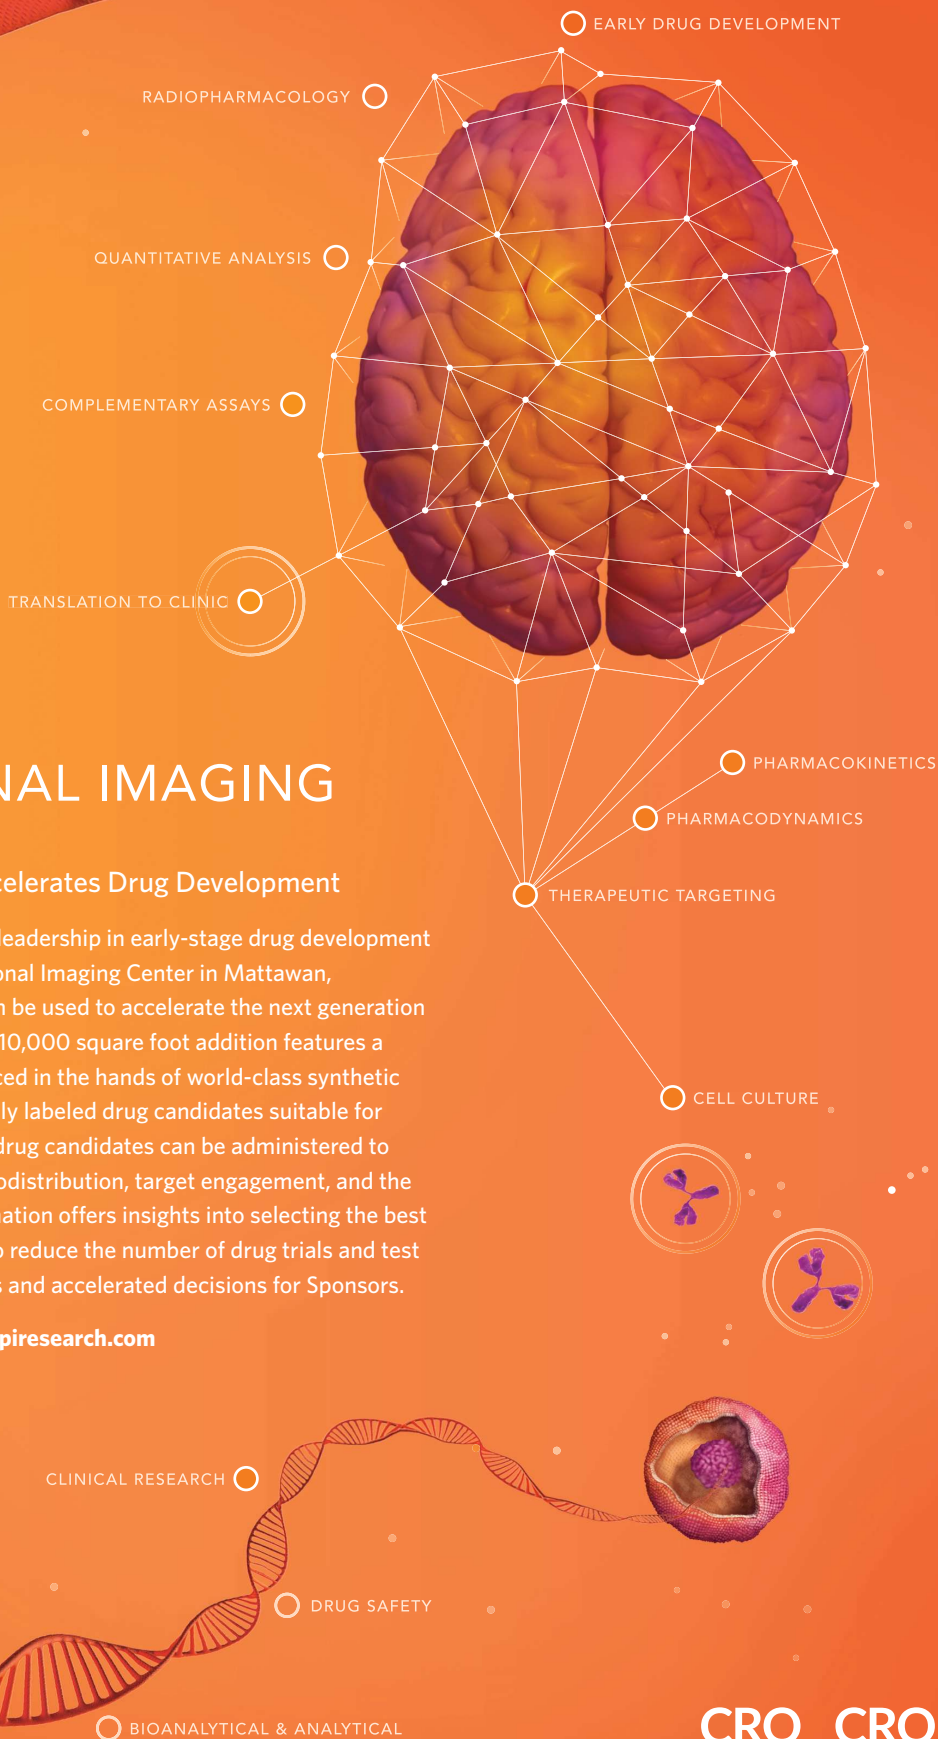 EARLY DRUG DEVELOPMENT
RADIOPHARMACOLOGY
QUANTITATIVE ANALYSIS
COMPLEMENTARY ASSAYS
TRANSLATION TO CLINIC
NAL IMAGING
PHARMACOKINETICS
PHARMACODYNAMICS
celerates Drug Development
THERAPEUTIC TARGETING
leadership in early-stage drug development
onal Imaging Center in Mattawan,
n be used to accelerate the next generation
10,000 square foot addition features a
ced in the hands of world-class synthetic
ly labeled drug candidates suitable for
drug candidates can be administered to
odistribution, target engagement, and the
mation offers insights into selecting the best
o reduce the number of drug trials and test
s and accelerated decisions for Sponsors.
piresearch.com
CELL CULTURE
CLINICAL RESEARCH
DRUG SAFETY
BIOANALYTICAL & ANALYTICAL
CRO CRO